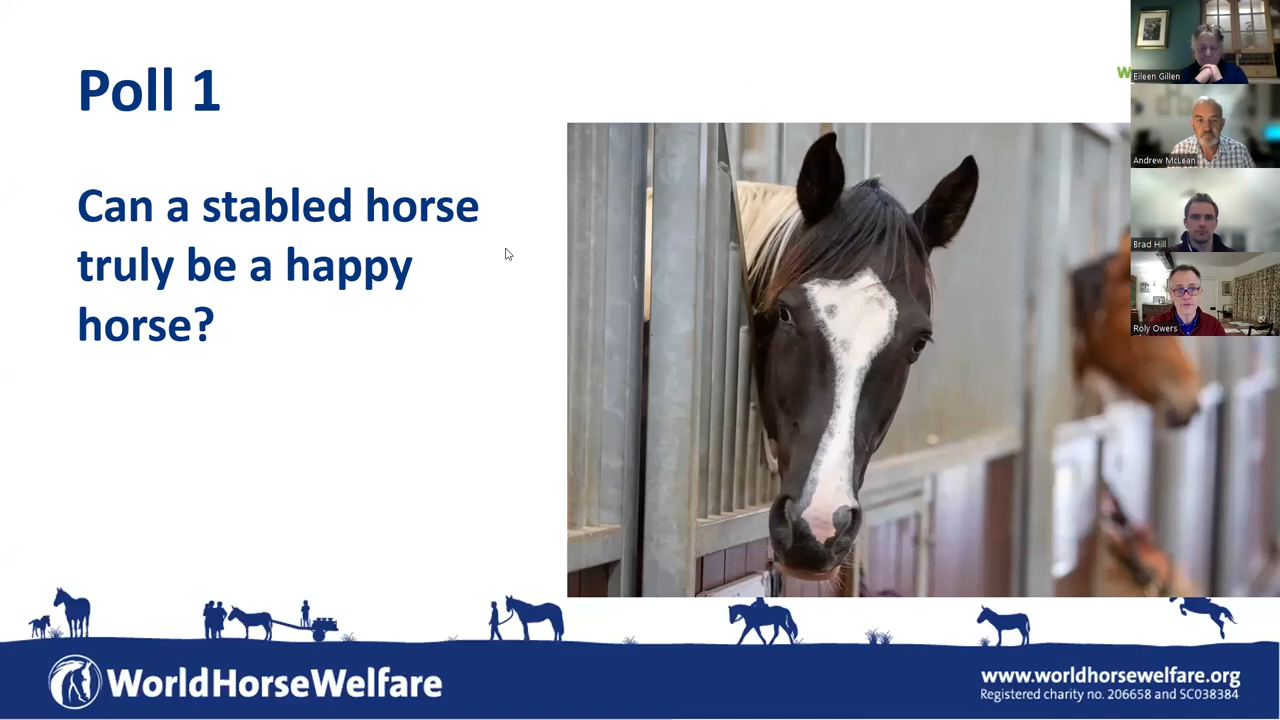 Poll 1
Can a stabled horse
truly be a happy
horse?
W
Eileen Gillen
Andrew McLean
Brad Hill
Roly Owers
WorldHorseWelfare
www.worldhorsewelfare.org
Registered charity no. 206658 and SC038384